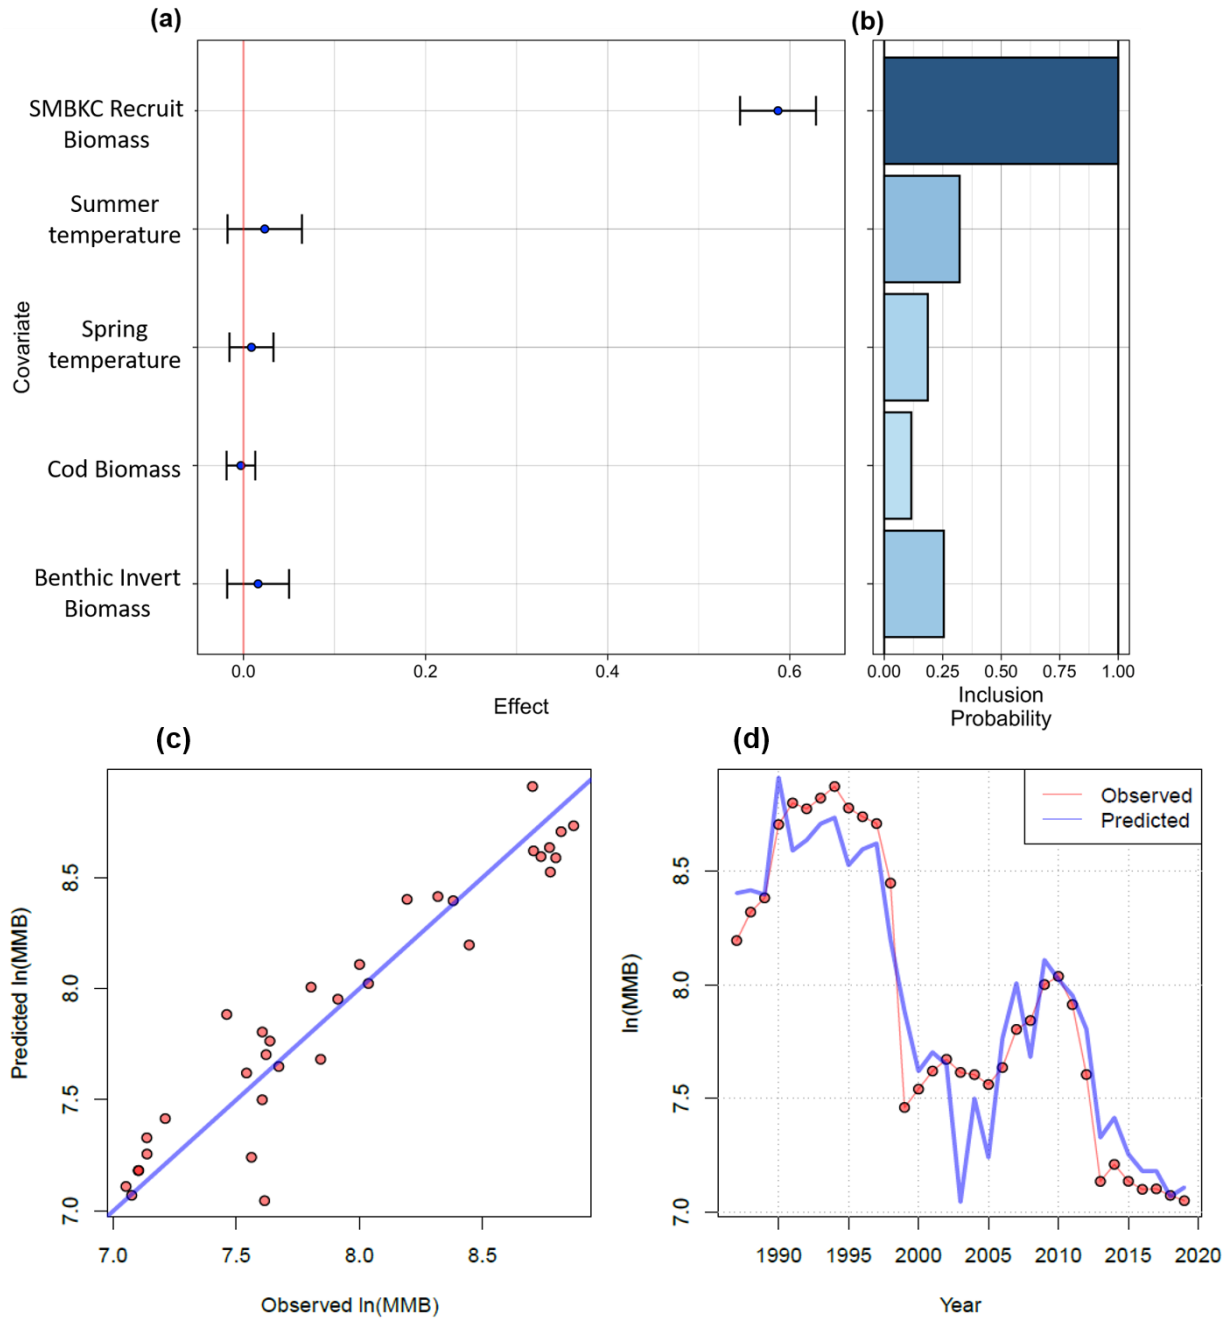 (a)
(b)
SMBKC Recruit
Biomass
Summer
temperature
Spring
temperature
Cod Biomass
Benthic Invert
Biomass
Covariate
0.0
0.2
0.4
0.6
Effect
0.00
0.25
0.50
0.75
1.00
Inclusion
Probability
(c)
Predicted ln(MMB)
8.5
8.0
7.5
7.0
7.0
7.5
8.0
8.5
Observed ln(MMB)
(d)
Observed
Predicted
ln(MMB)
8.5
8.0
7.5
7.0
1990
1995
2000
2005
2010
2015
2020
Year